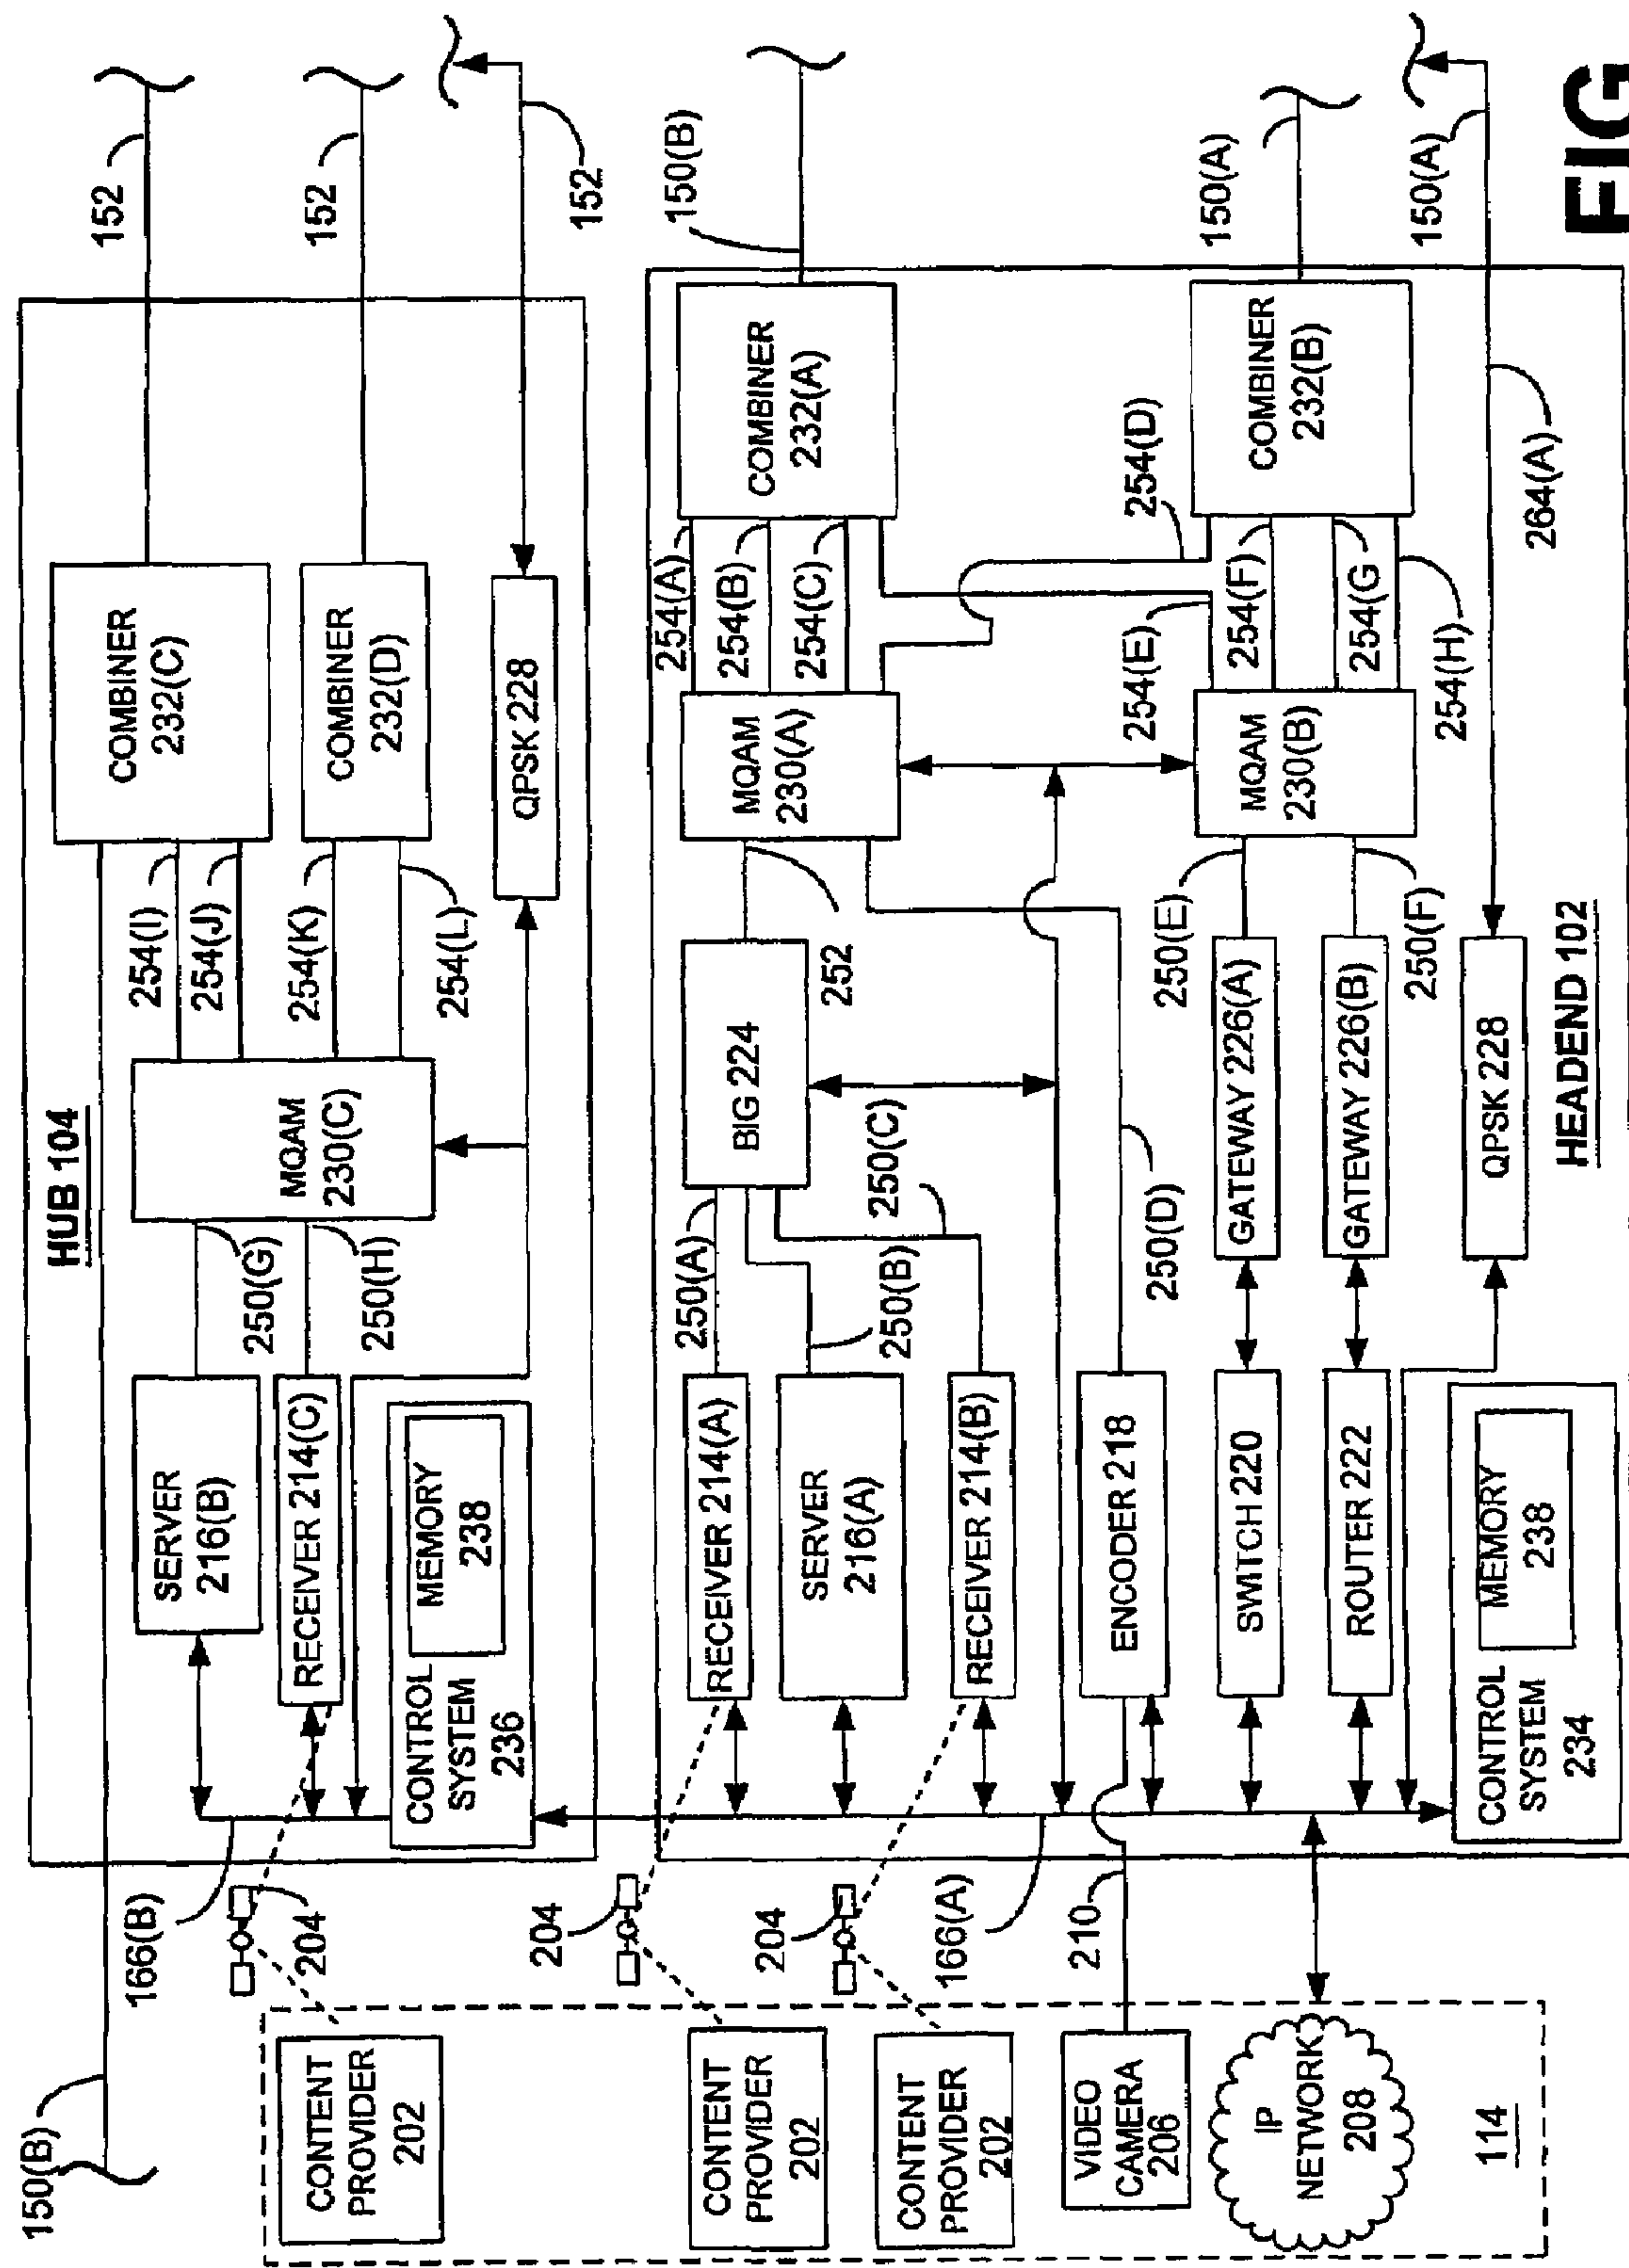 HUB 104
150(B)
166(B)
204
CONTENT
PROVIDER
202
SERVER
216(B)
RECEIVER 214(C)
CONTROL
SYSTEM
236
MEMORY
238
250(G)
250(H)
MQAM
230(C)
254(I)
254(J)
254(K)
254(L)
COMBINER
232(C)
COMBINER
232(D)
QPSK 228
152
152
152
204
CONTENT
PROVIDER
202
204
CONTENT
PROVIDER
202
VIDEO
CAMERA
206
IP
NETWORK
208
114
166(A)
210
RECEIVER 214(A)
SERVER
216(A)
RECEIVER 214(B)
ENCODER 218
SWITCH 220
ROUTER 222
CONTROL
SYSTEM
234
MEMORY
238
250(A)
250(B)
250(C)
250(D)
BIG 224
252
GATEWAY 226(A)
GATEWAY 226(B)
QPSK 228
HEADEND 102
250(E)
250(F)
MQAM
230(A)
MQAM
230(B)
254(A)
254(B)
254(C)
254(D)
254(E)
254(F)
254(G
254(H)
COMBINER
232(A)
COMBINER
232(B)
264(A)
150(B)
150(A)
150(A)
FIG